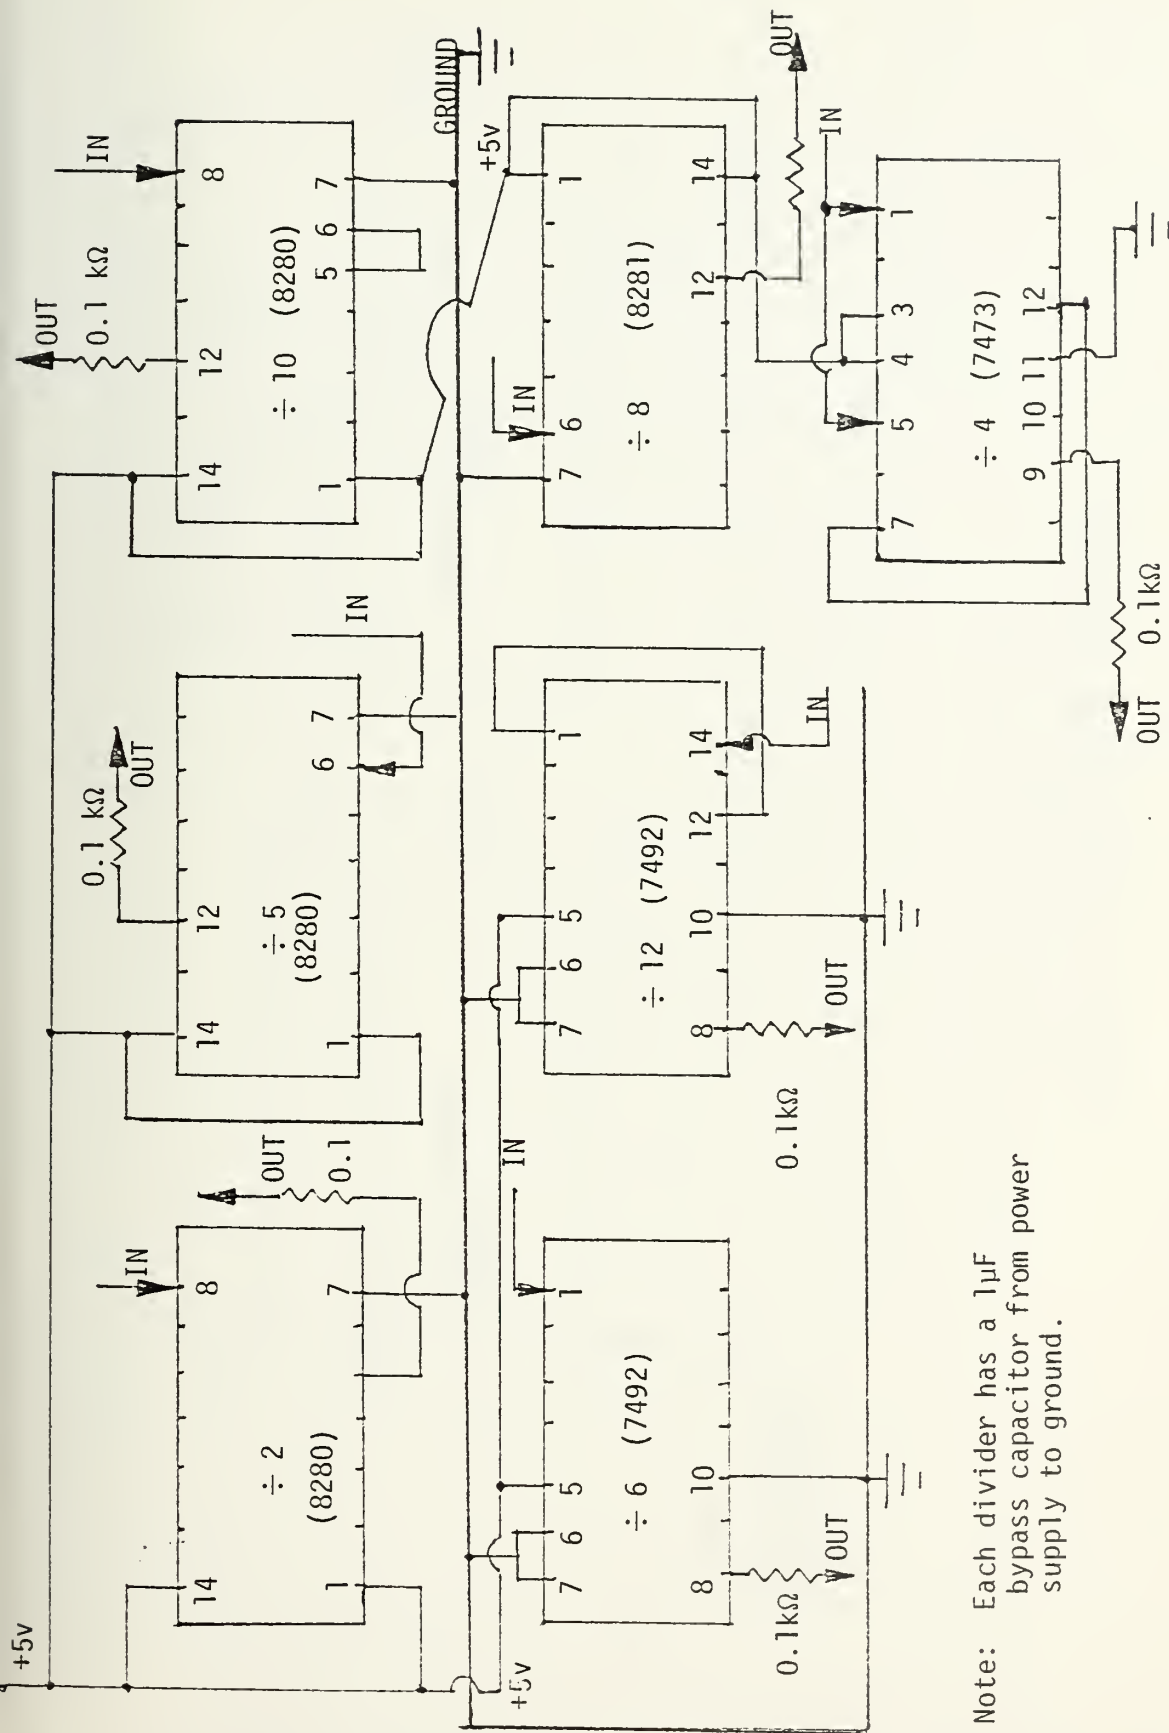 +5v
IN
8
14
÷ 2
(8280)
1
7
OUT
0.1
0.1 kΩ
OUT
14
12
÷ 5
(8280)
1
6
7
IN
OUT
0.1 kΩ
IN
14
12
8
÷ 10 (8280)
1
5
6
7
GROUND
+5v
IN
7
6
5
1
÷ 6 (7492)
8
10
0.1kΩ
OUT
7
6
5
1
÷ 12 (7492)
8
10
12
14
0.1kΩ
OUT
IN
+5v
IN
7
6
1
÷ 8 (8281)
12
14
OUT
IN
7
5
4
3
1
÷ 4 (7473)
9
10
11
12
OUT
0.1kΩ
Note: Each divider has a 1µF
bypass capacitor from power
supply to ground.